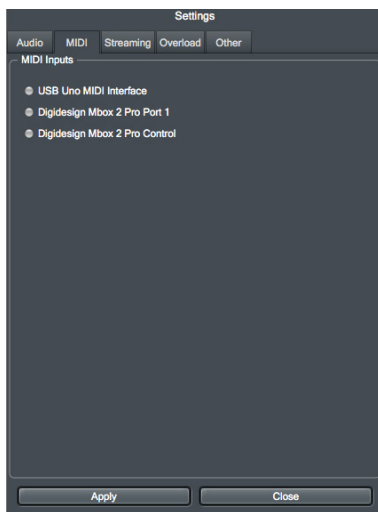 Settings
Audio MIDI Streaming Overload Other
MIDI Inputs
USB Uno MIDI Interface
Digidesign Mbox 2 Pro Port 1
Digidesign Mbox 2 Pro Control
Apply Close